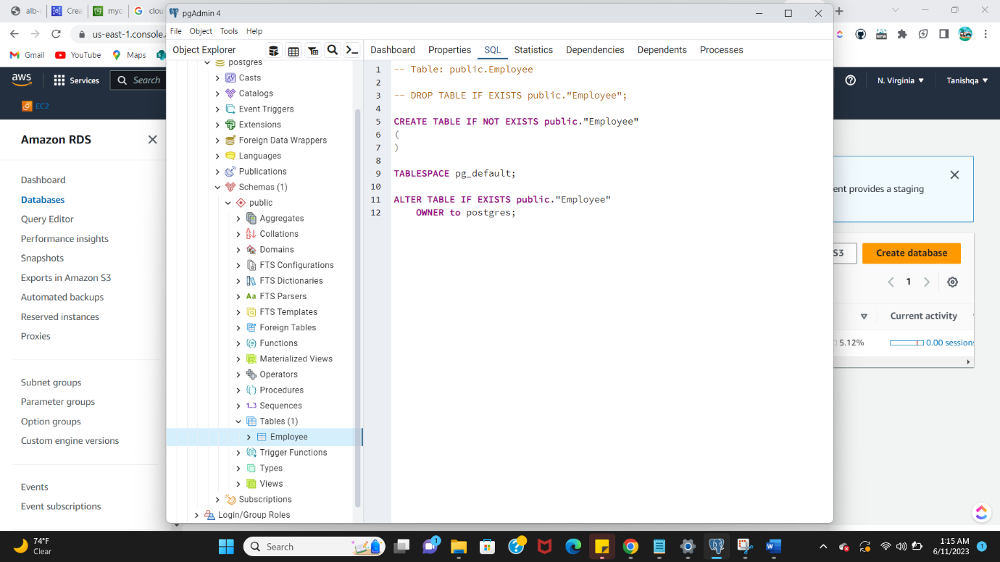 alb-
Crea
myc
clou
us-east-1.console.
Gmail
YouTube
Maps
aws
Services
Search
EC2
N. Virginia
Tanishqa
pgAdmin 4
File
Object
Tools
Help
Object Explorer
Dashboard
Properties
SQL
Statistics
Dependencies
Dependents
Processes
postgres
Casts
Catalogs
Event Triggers
Extensions
Foreign Data Wrappers
Languages
Publications
Schemas (1)
public
Aggregates
Collations
Domains
FTS Configurations
FTS Dictionaries
Aa FTS Parsers
FTS Templates
Foreign Tables
Functions
Materialized Views
Operators
Procedures
1..3 Sequences
Tables (1)
Employee
Trigger Functions
Types
Views
Subscriptions
Login/Group Roles
1 -- Table: public.Employee
2
3 -- DROP TABLE IF EXISTS public."Employee";
4
5 CREATE TABLE IF NOT EXISTS public."Employee"
6 (
7 )
8
9 TABLESPACE pg_default;
10
11 ALTER TABLE IF EXISTS public."Employee"
12 OWNER to postgres;
Amazon RDS
Dashboard
Databases
Query Editor
Performance insights
Snapshots
Exports in Amazon S3
Automated backups
Reserved instances
Proxies
Subnet groups
Parameter groups
Option groups
Custom engine versions
Events
Event subscriptions
NEW
ent provides a staging
S3
Create database
1
Current activity
5.12%
0.00 sessions
74°F
Clear
Search
1
1:15 AM
6/11/2023
1